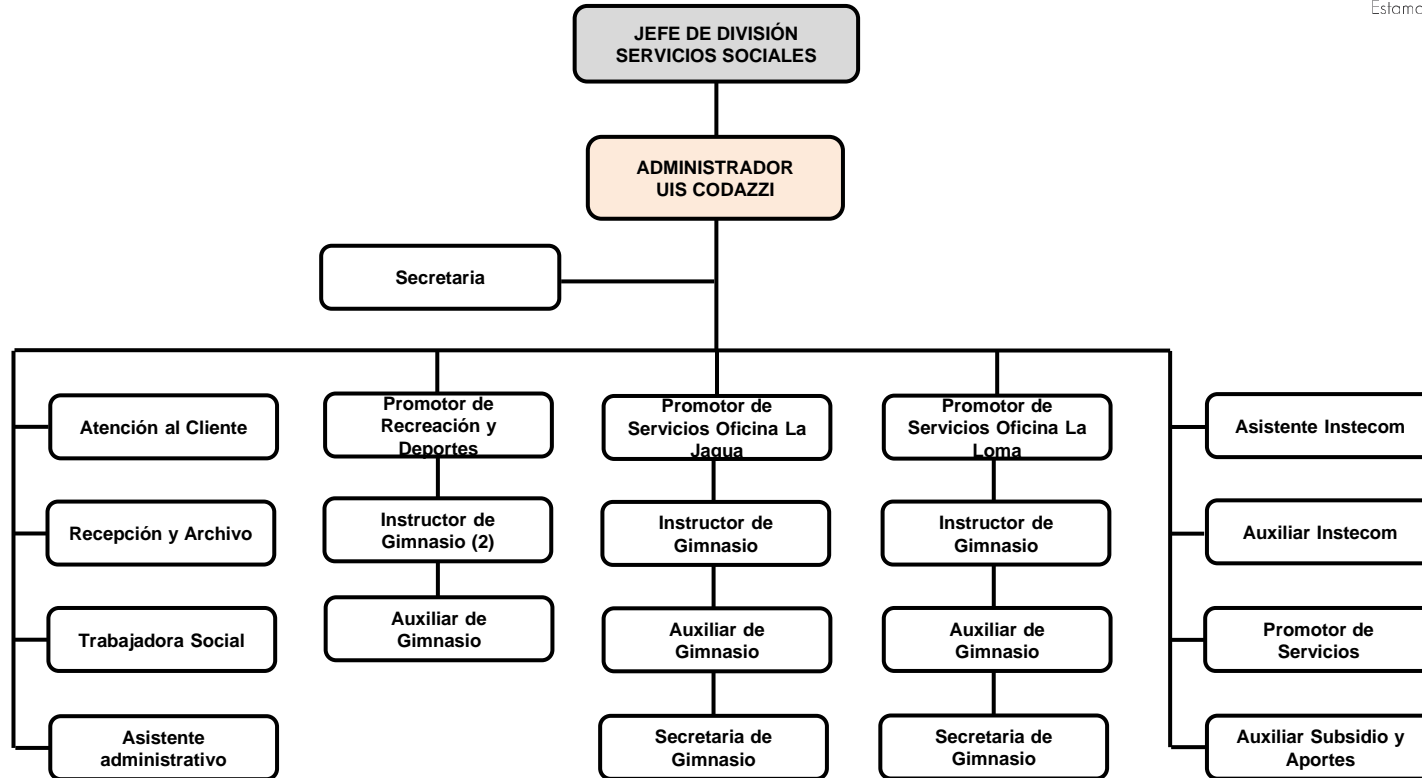 Estamo
JEFE DE DIVISIÓN
SERVICIOS SOCIALES
ADMINISTRADOR
UIS CODAZZI
Secretaria
Atención al Cliente
Promotor de
Recreación y
Deportes
Promotor de
Servicios Oficina La
Jagua
Promotor de
Servicios Oficina La
Loma
Asistente Instecom
Recepción y Archivo
Instructor de
Gimnasio (2)
Instructor de
Gimnasio
Instructor de
Gimnasio
Auxiliar Instecom
Trabajadora Social
Auxiliar de
Gimnasio
Auxiliar de
Gimnasio
Auxiliar de
Gimnasio
Promotor de
Servicios
Asistente
administrativo
Secretaria de
Gimnasio
Secretaria de
Gimnasio
Auxiliar Subsidio y
Aportes